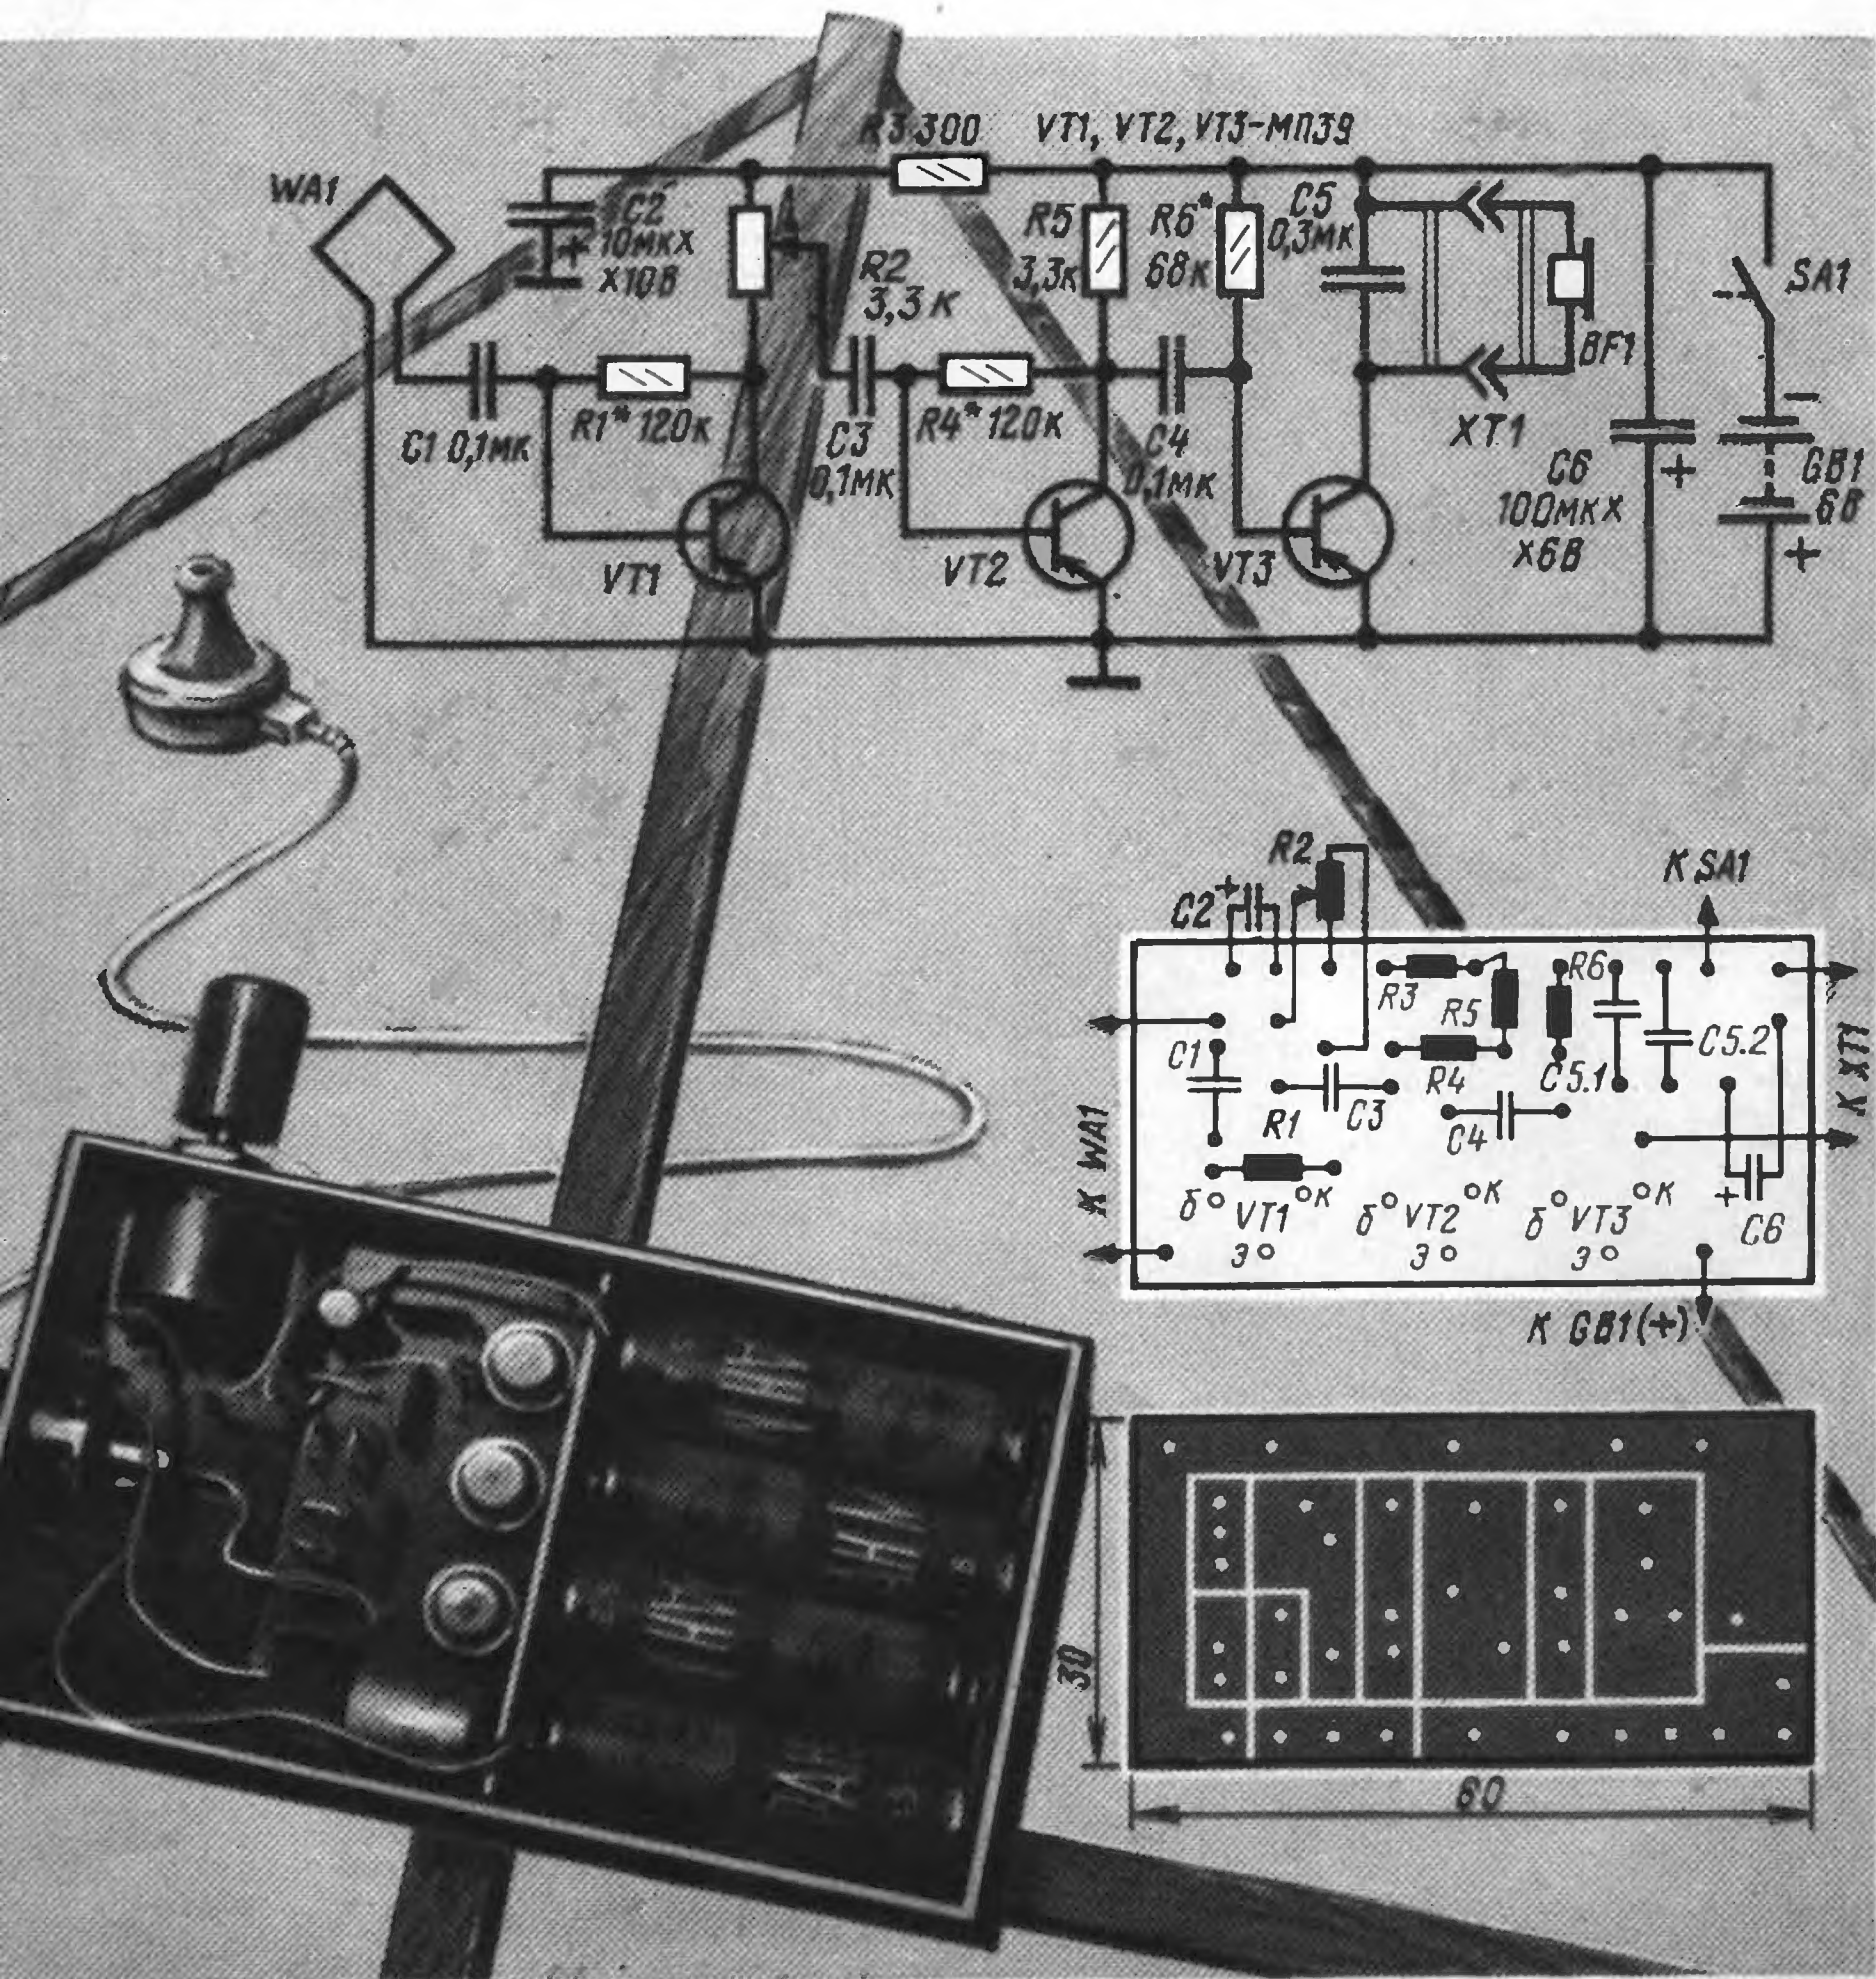 R3 300
VT1, VT2, VT3-МП39
WA1
C2
10мк×
×10В
R2
3,3 к
R5
3,3к
R6*
68к
C5
0,3мк
SA1
BF1
C1 0,1мк
R1* 120к
C3
0,1мк
R4* 120к
C4
0,1мк
XT1
C6
100мк×
×6В
GB1
6В
VT1
VT2
VT3
R2
К SA1
C2
R3
R5
R6
C5.2
C1
R4
C5.1
R1
C3
C4
К WA1
К XT1
б VT1 к
э
б VT2 к
э
б VT3 к
э
C6
К GB1(+)
30
60